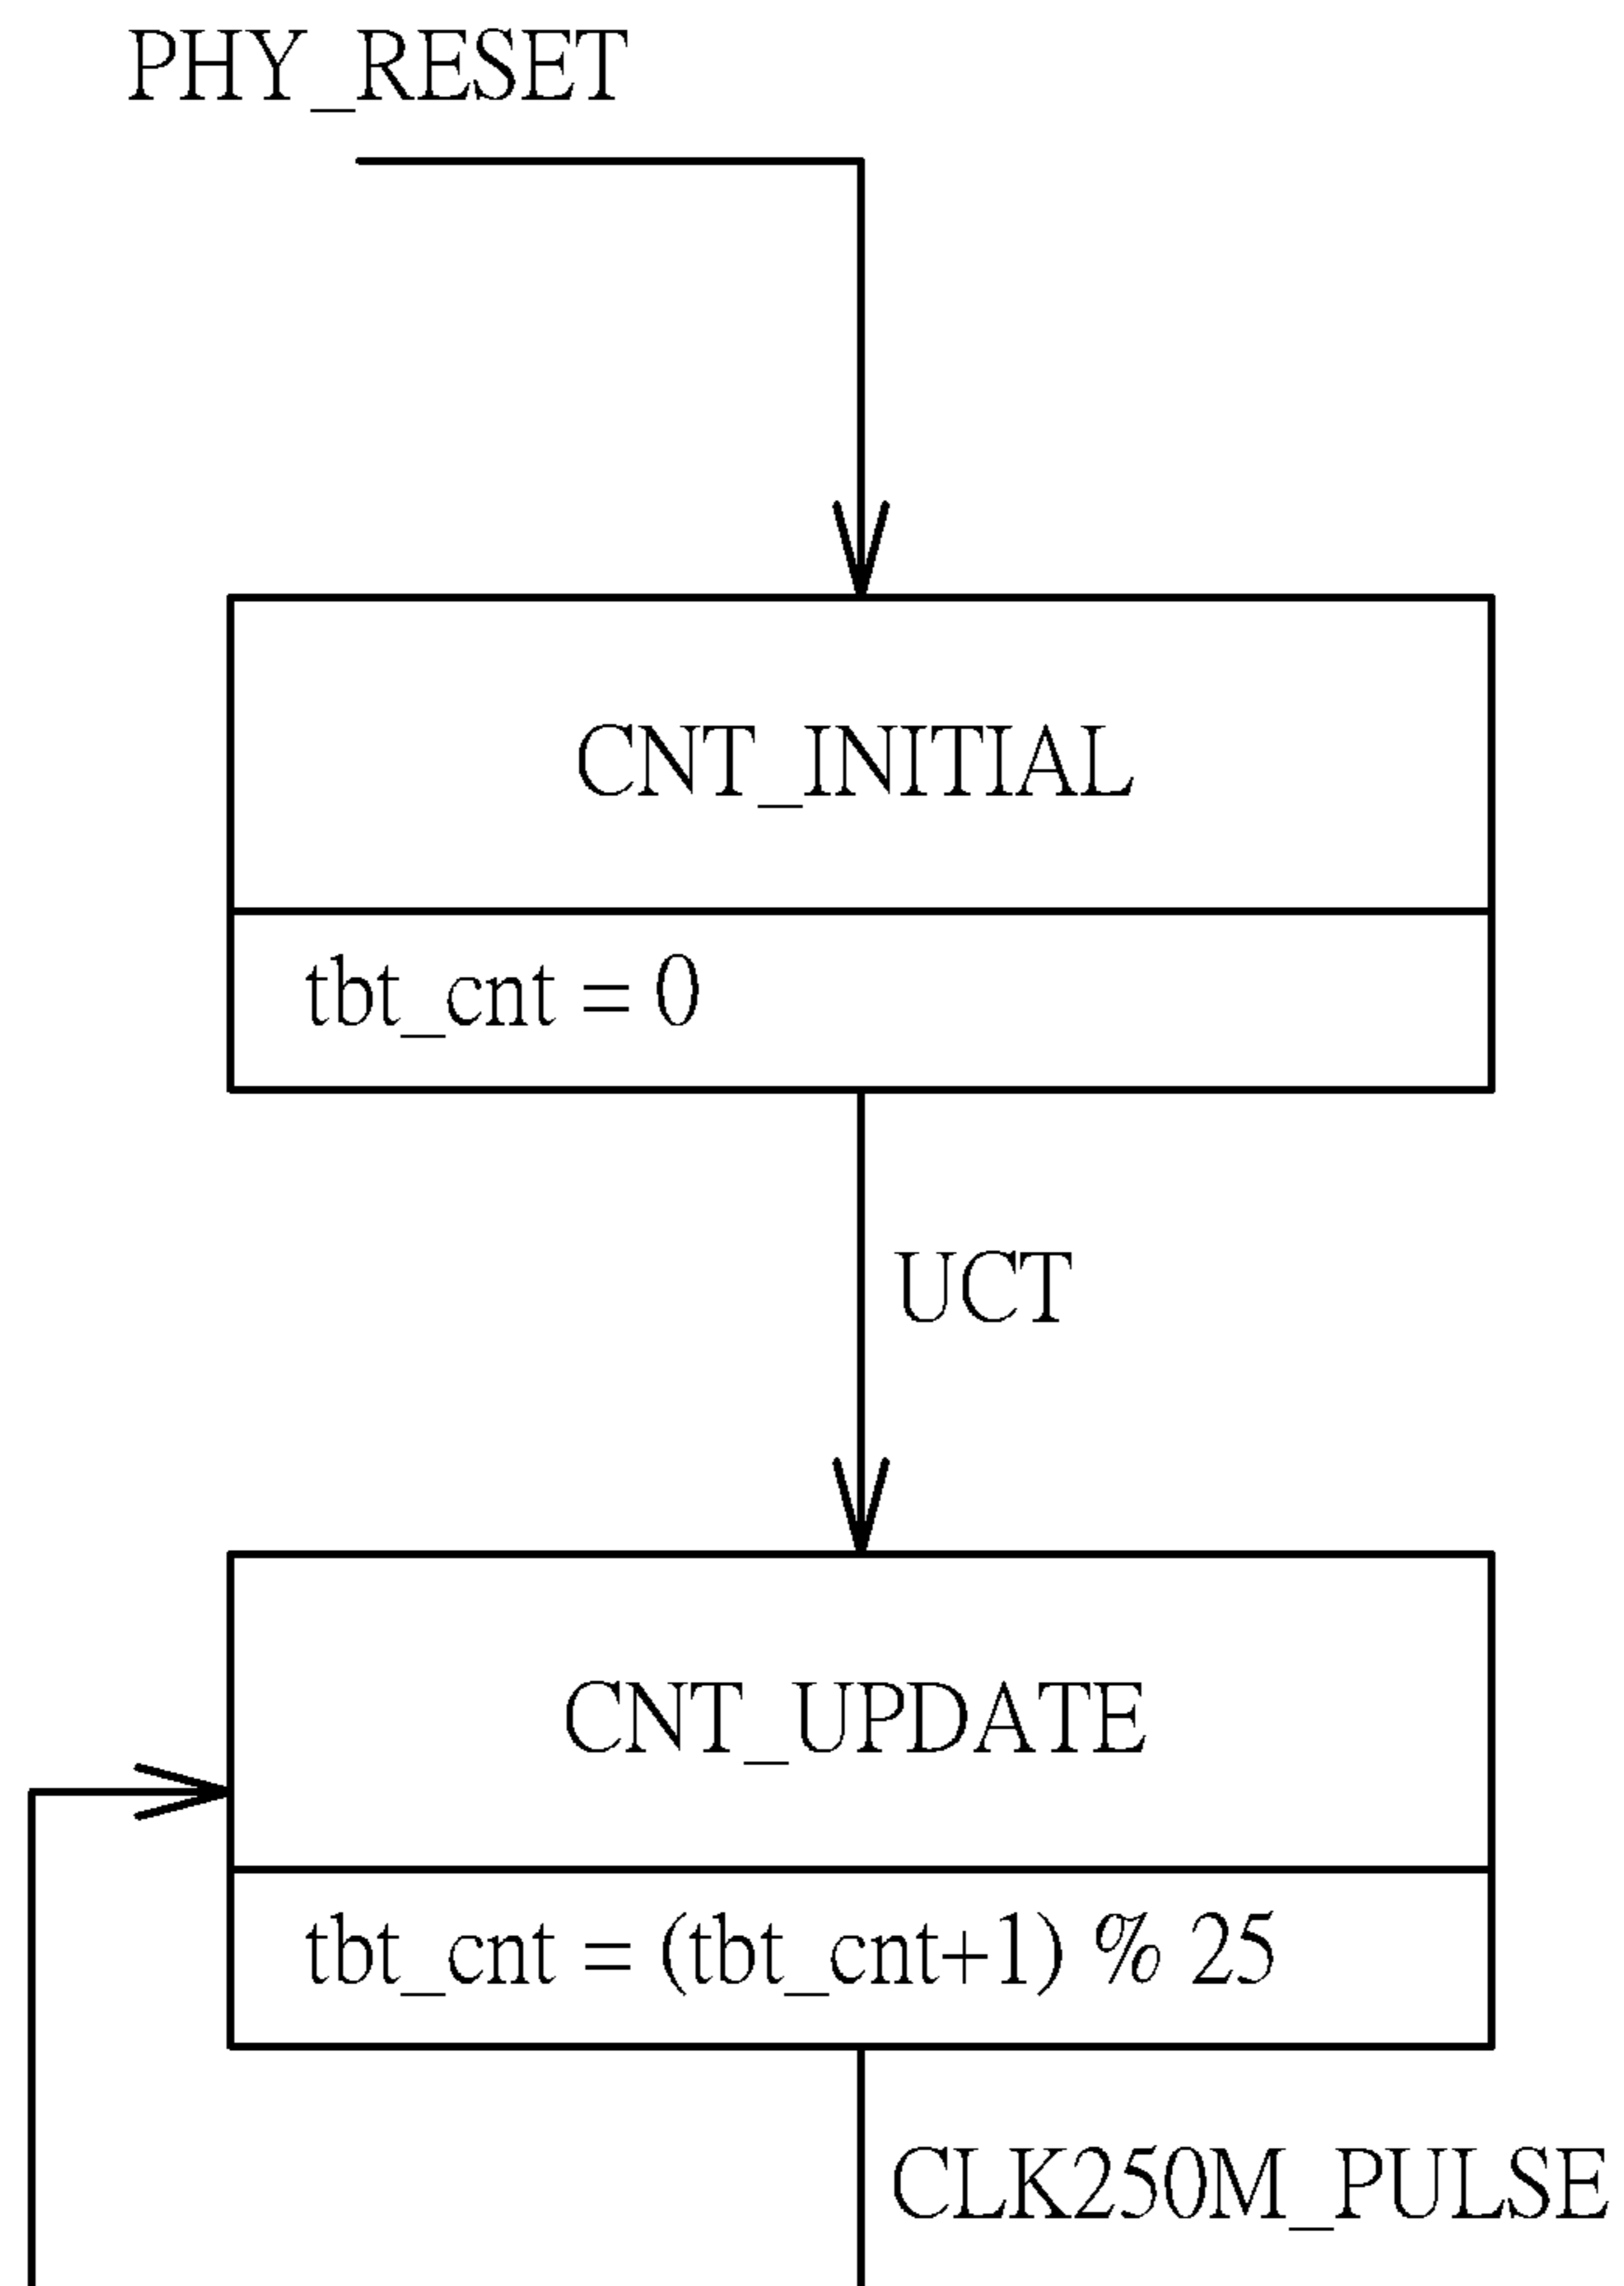 PHY_RESET
CNT_INITIAL
tbt_cnt = 0
UCT
CNT_UPDATE
tbt_cnt = (tbt_cnt+1) % 25
CLK250M_PULSE